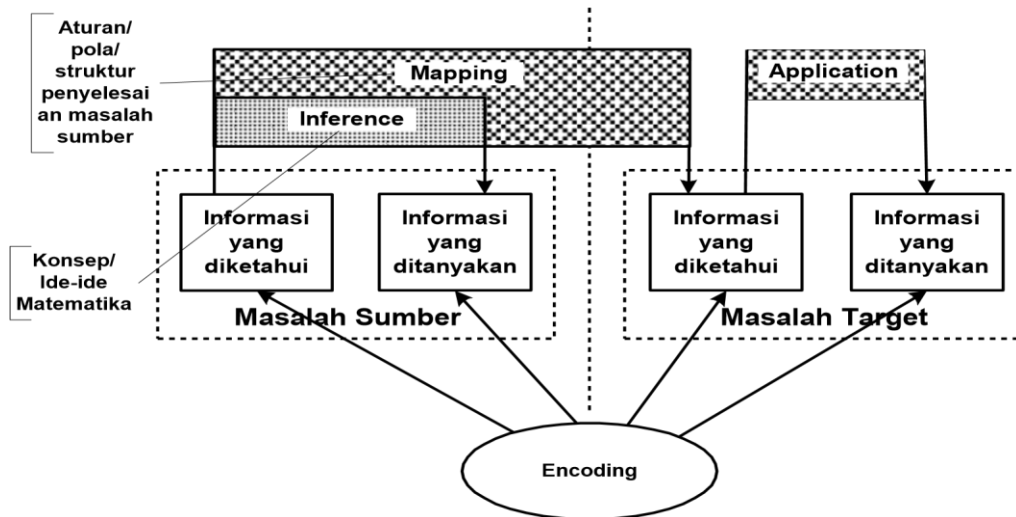 Aturan/
pola/
struktur
penyelesai
an masalah
sumber
Mapping
Inference
Application
Informasi
yang
diketahui
Informasi
yang
ditanyakan
Informasi
yang
diketahui
Informasi
yang
ditanyakan
Konsep/
Ide-ide
Matematika
Masalah Sumber
Masalah Target
Encoding